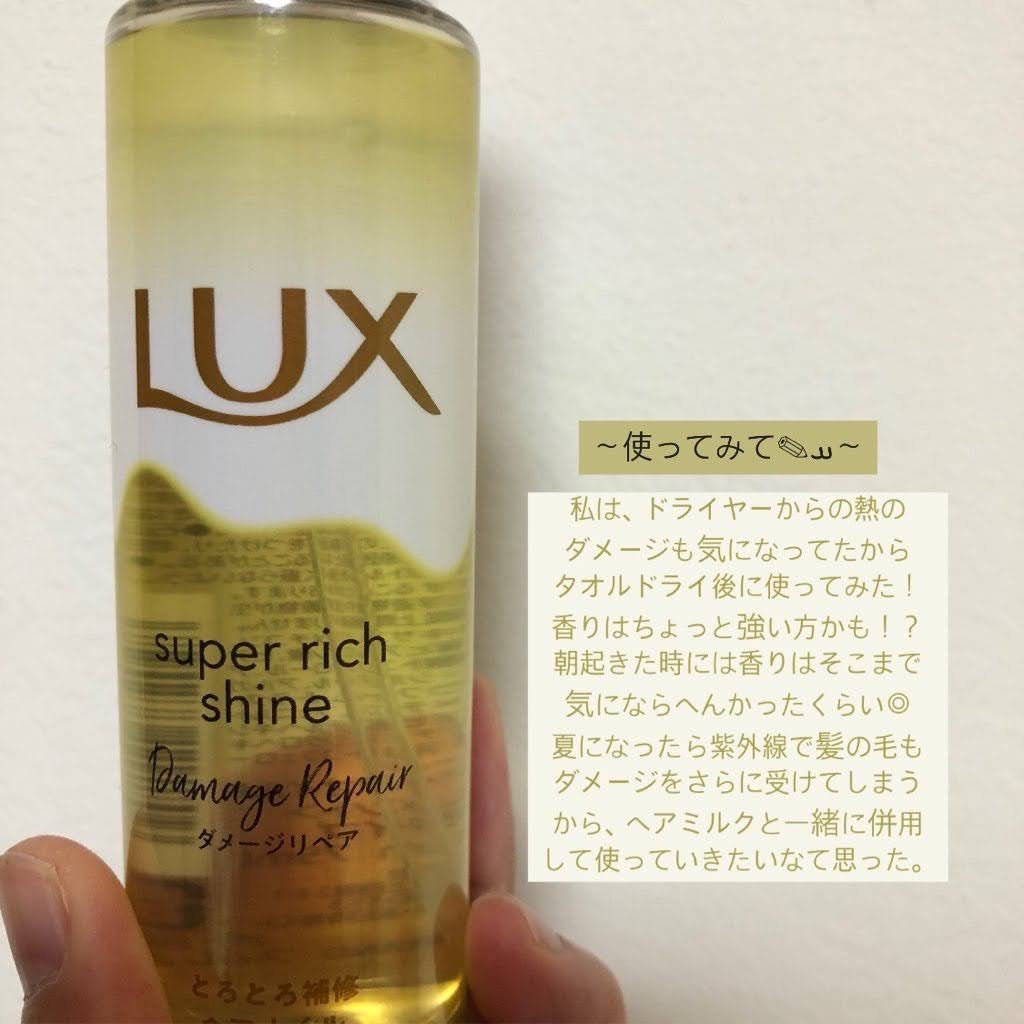 LUX
super rich
shine
Damage Repair
ダメージリペア
とろとろ補修
~使ってみて✎ܚ~
私は、ドライヤーからの熱の
ダメージも気になってたから
タオルドライ後に使ってみた！
香りはちょっと強い方かも！？
朝起きた時には香りはそこまで
気にならへんかったくらい◎
夏になったら紫外線で髪の毛も
ダメージをさらに受けてしまう
から、ヘアミルクと一緒に併用
して使っていきたいなて思った。